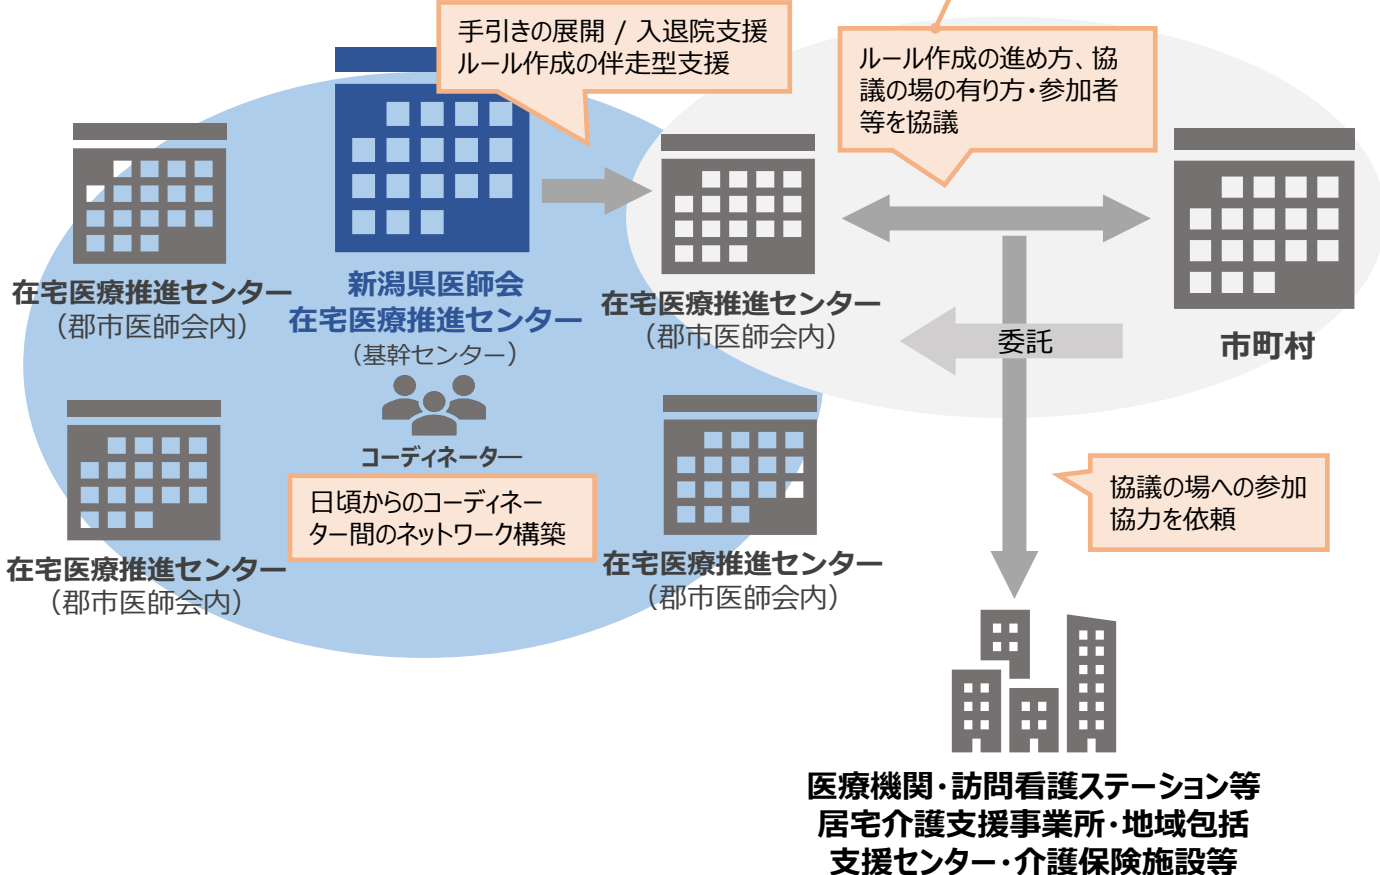 手引きの展開 / 入退院支援
ルール作成の伴走型支援
ルール作成の進め方、協
議の場の有り方・参加者
等を協議
在宅医療推進センター
（郡市医師会内）
新潟県医師会
在宅医療推進センター
（基幹センター）
在宅医療推進センター
（郡市医師会内）
委託
市町村
コーディネーター
日頃からのコーディネー
ター間のネットワーク構築
在宅医療推進センター
（郡市医師会内）
在宅医療推進センター
（郡市医師会内）
協議の場への参加
協力を依頼
医療機関・訪問看護ステーション等
居宅介護支援事業所・地域包括
支援センター・介護保険施設等